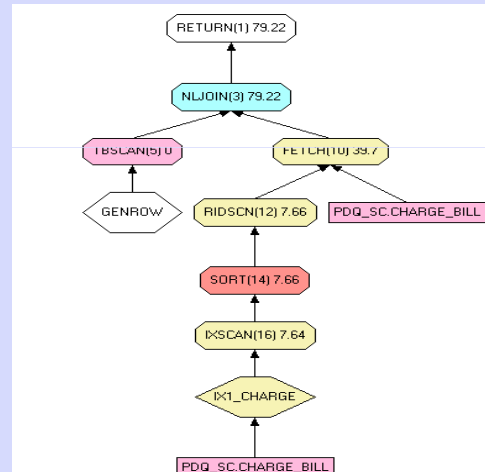 RETURN(1) 79.22
NLJOIN(3) 79.22
TBSCAN(5) 0
FETCH(10) 39.7
GENROW
RIDSCN(12) 7.66
PDQ_SC.CHARGE_BILL
SORT(14) 7.66
IXSCAN(16) 7.64
IX1_CHARGE
PDQ_SC.CHARGE_BILL